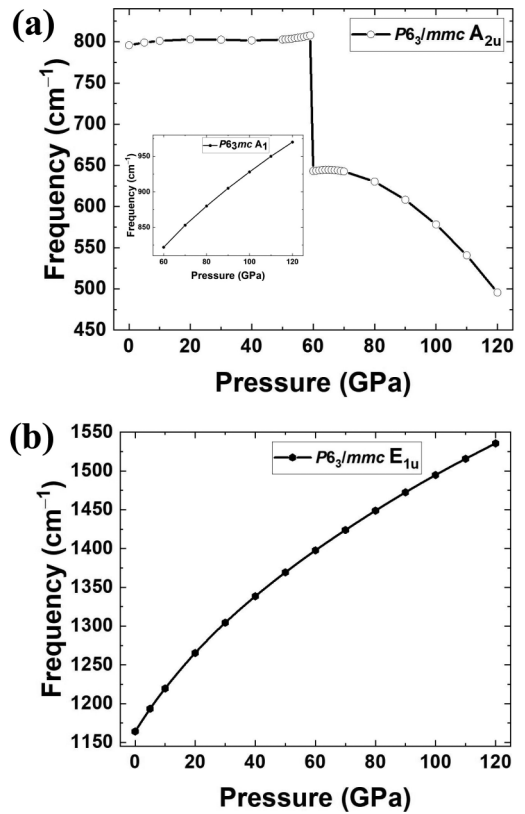 (a)
P6₃/mmc A₂ᵤ
800
750
700
650
600
550
500
450
Frequency (cm⁻¹)
0 20 40 60 80 100 120
Pressure (GPa)
P6₃mc A₁
950
900
850
Frequency (cm⁻¹)
60 80 100 120
Pressure (GPa)
(b)
P6₃/mmc E₁ᵤ
1550
1500
1450
1400
1350
1300
1250
1200
1150
Frequency (cm⁻¹)
0 20 40 60 80 100 120
Pressure (GPa)